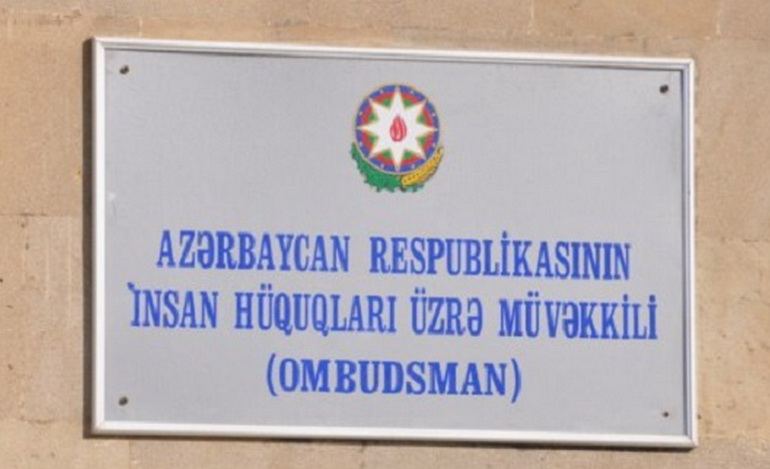 AZƏRBAYCAN RESPUBLİKASININ
İNSAN HÜQUQLARI ÜZRƏ MÜVƏKKİLİ
(OMBUDSMAN)